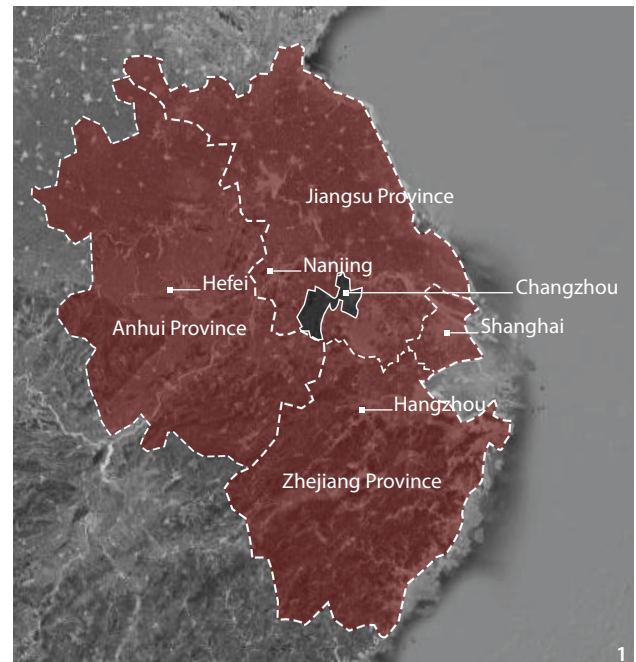 Jiangsu Province
Nanjing
Hefei
Changzhou
Anhui Province
Shanghai
Hangzhou
Zhejiang Province
1